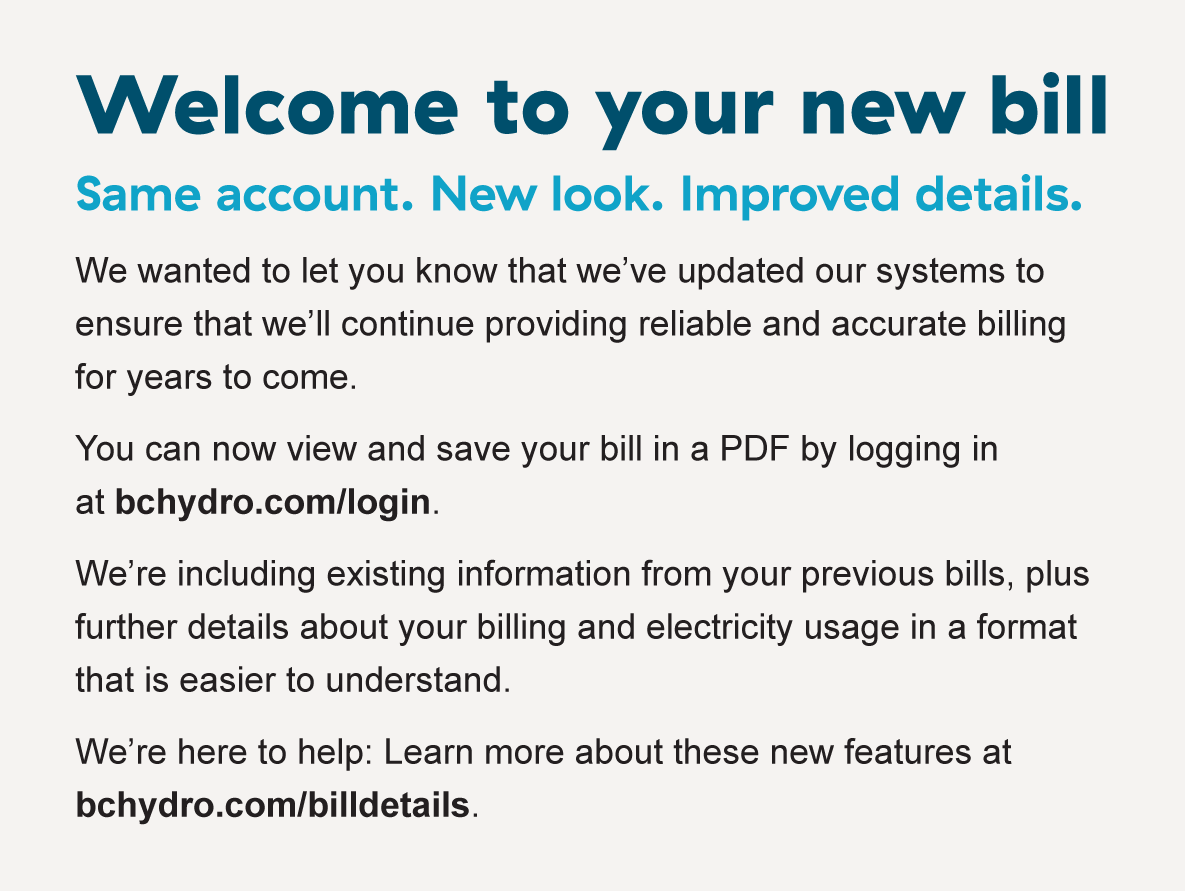 Welcome to your new bill
Same account. New look. Improved details.
We wanted to let you know that we’ve updated our systems to
ensure that we’ll continue providing reliable and accurate billing
for years to come.
You can now view and save your bill in a PDF by logging in
at bchydro.com/login.
We’re including existing information from your previous bills, plus
further details about your billing and electricity usage in a format
that is easier to understand.
We’re here to help: Learn more about these new features at
bchydro.com/billdetails.